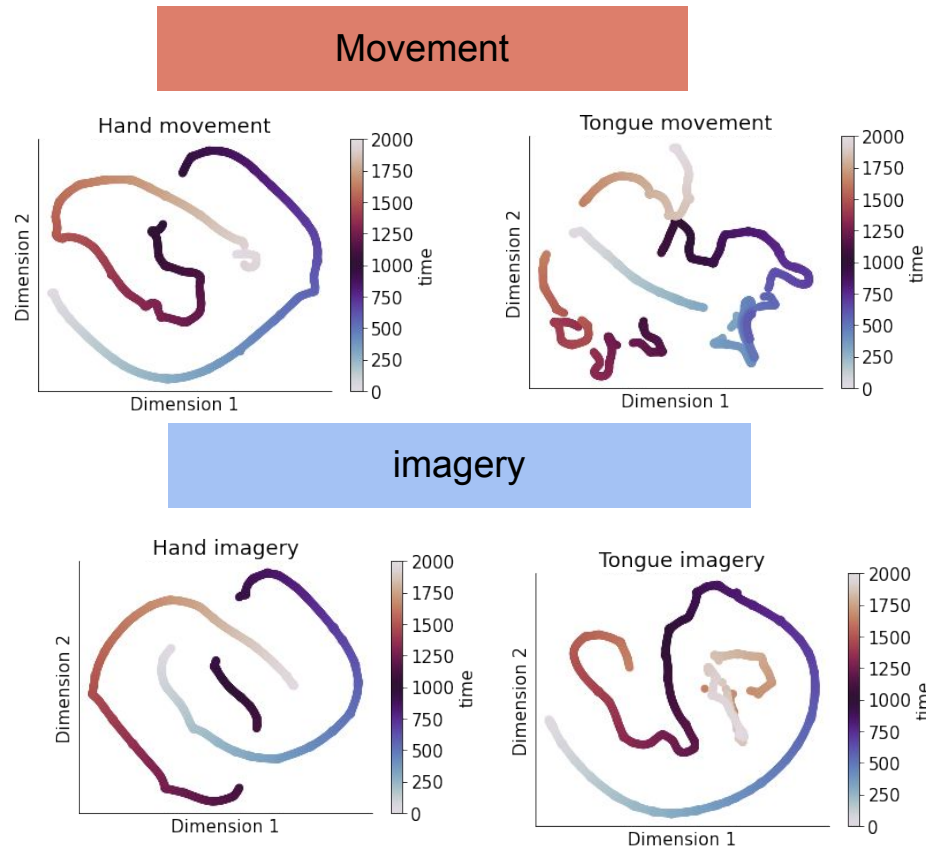 Movement
Hand movement
Dimension 2
Dimension 1
2000
1750
1500
1250
1000
750
500
250
0
time
Tongue movement
Dimension 2
Dimension 1
2000
1750
1500
1250
1000
750
500
250
0
time
imagery
Hand imagery
Dimension 2
Dimension 1
2000
1750
1500
1250
1000
750
500
250
0
time
Tongue imagery
Dimension 2
Dimension 1
2000
1750
1500
1250
1000
750
500
250
0
time